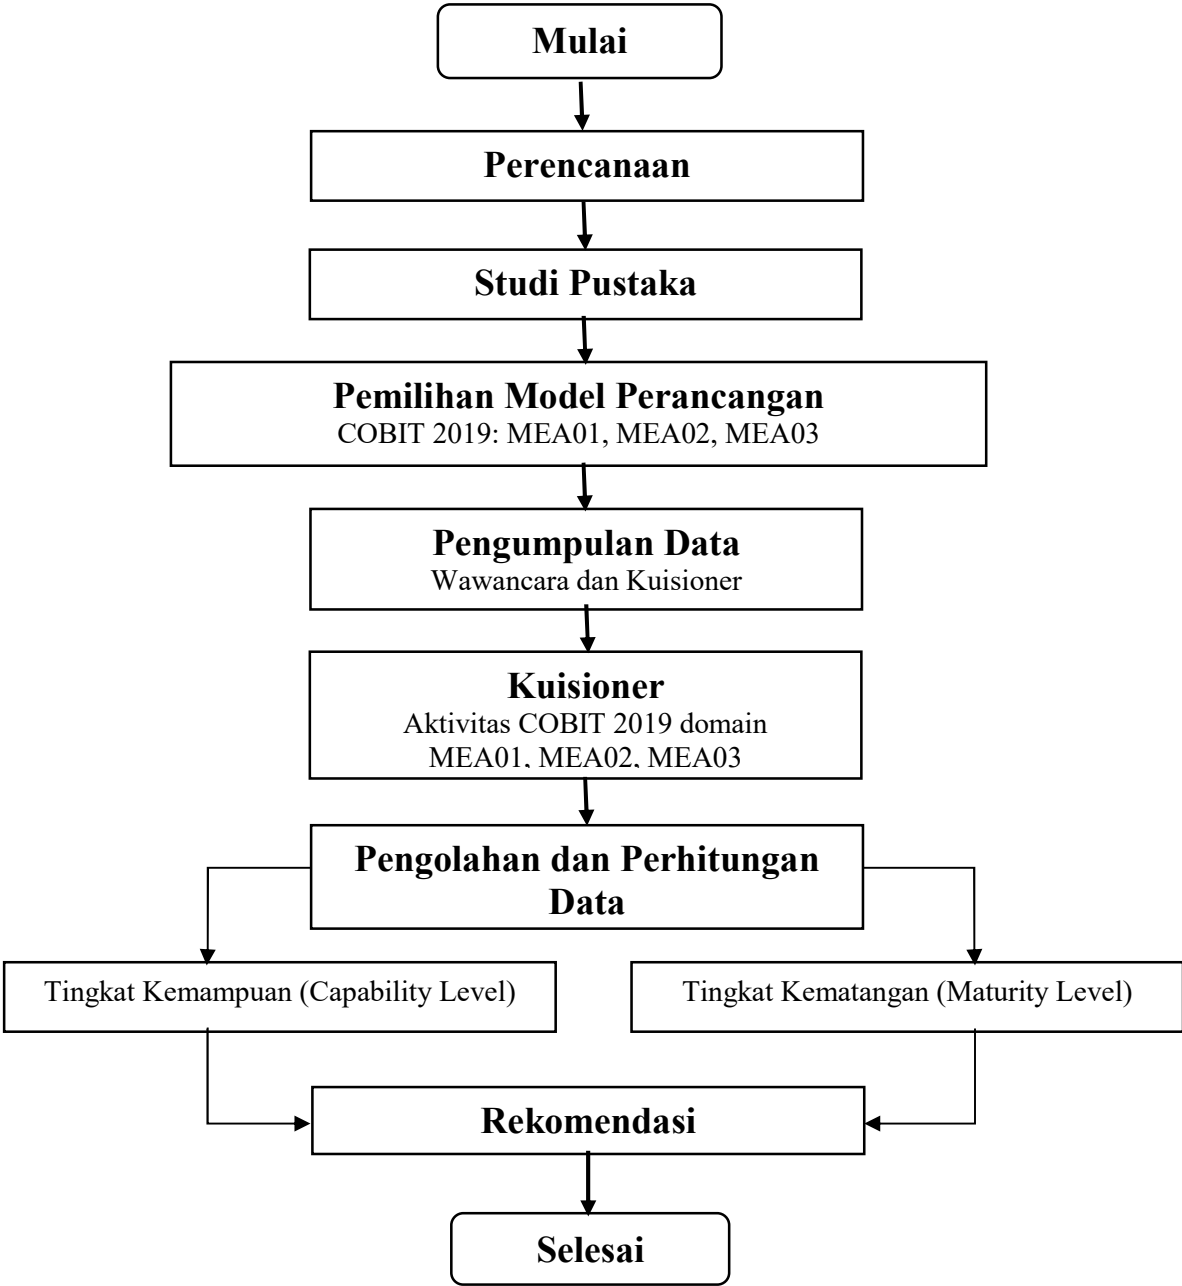 Mulai
Perencanaan
Studi Pustaka
Pemilihan Model Perancangan
COBIT 2019: MEA01, MEA02, MEA03
Pengumpulan Data
Wawancara dan Kuisioner
Kuisioner
Aktivitas COBIT 2019 domain
MEA01, MEA02, MEA03
Pengolahan dan Perhitungan
Data
Tingkat Kemampuan (Capability Level)
Tingkat Kematangan (Maturity Level)
Rekomendasi
Selesai